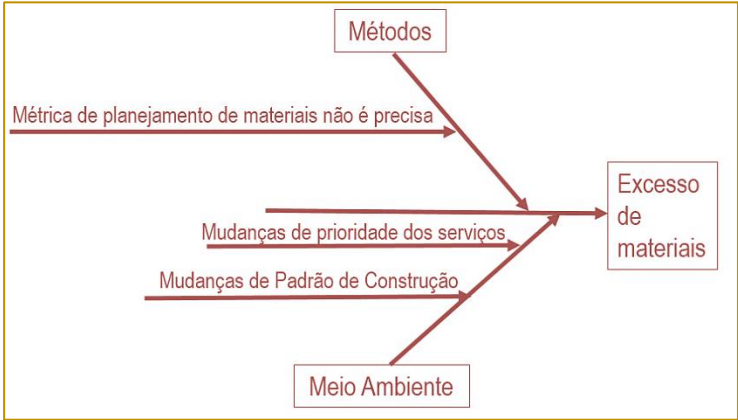 Métodos
Métrica de planejamento de materiais não é precisa
Excesso
de
materiais
Mudanças de prioridade dos serviços
Mudanças de Padrão de Construção
Meio Ambiente